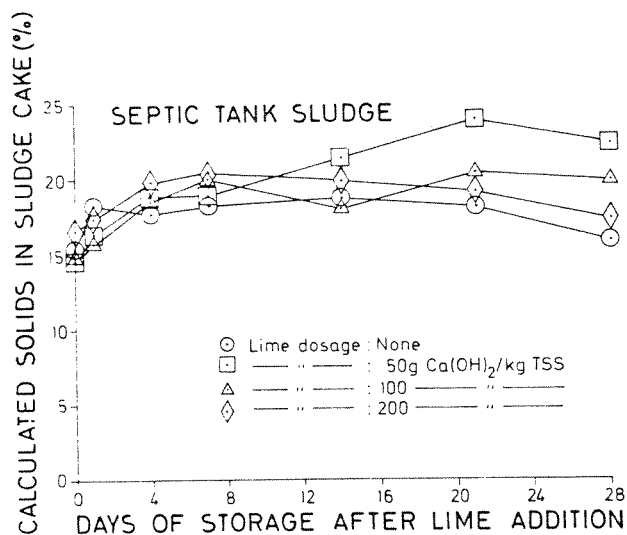 CALCULATED SOLIDS IN SLUDGE CAKE (%)
25
20
15
10
5
0
SEPTIC TANK SLUDGE
Lime dosage : None
" : 50g Ca(OH)2/kg TSS
" : 100 "
" : 200 "
0 4 8 12 16 20 24 28
DAYS OF STORAGE AFTER LIME ADDITION